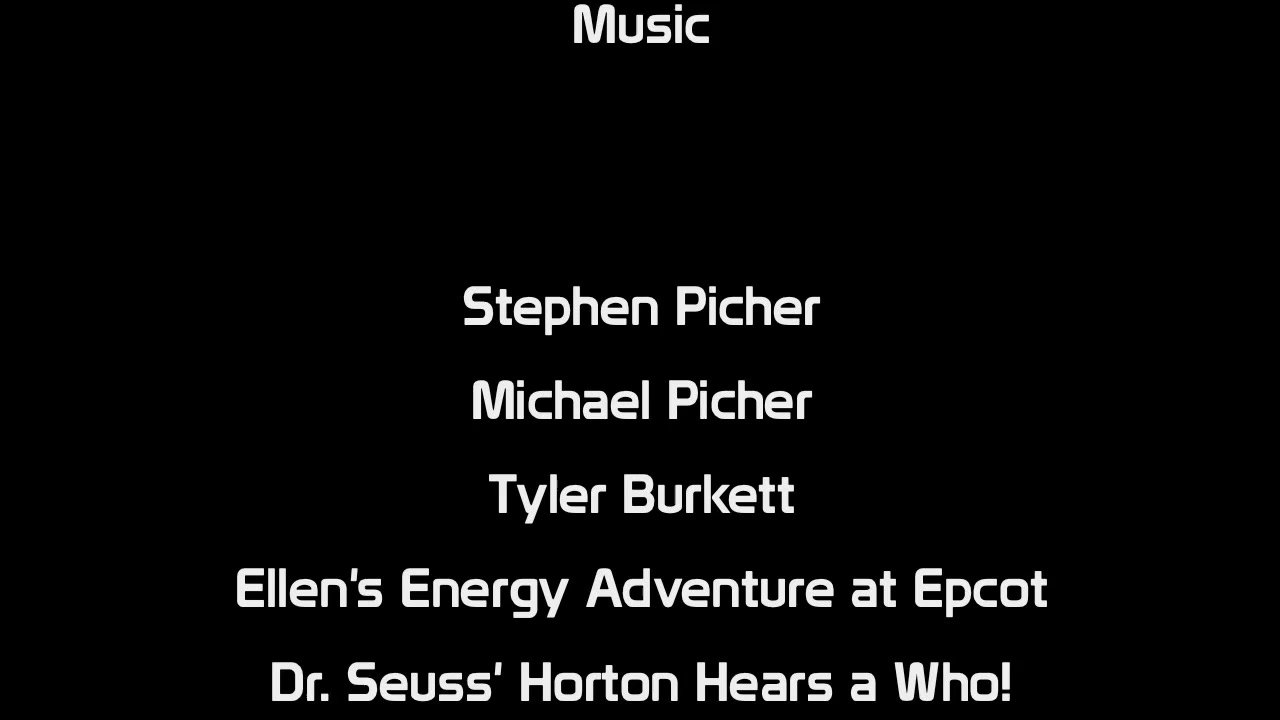 Music
Stephen Picher
Michael Picher
Tyler Burkett
Ellen's Energy Adventure at Epcot
Dr. Seuss' Horton Hears a Who!